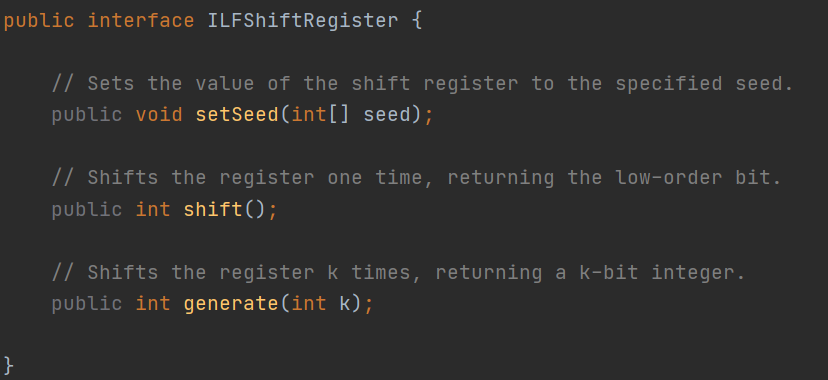 public interface ILFShiftRegister {
// Sets the value of the shift register to the specified seed.
public void setSeed(int[] seed);
// Shifts the register one time, returning the low-order bit.
public int shift();
// Shifts the register k times, returning a k-bit integer.
public int generate(int k);
}